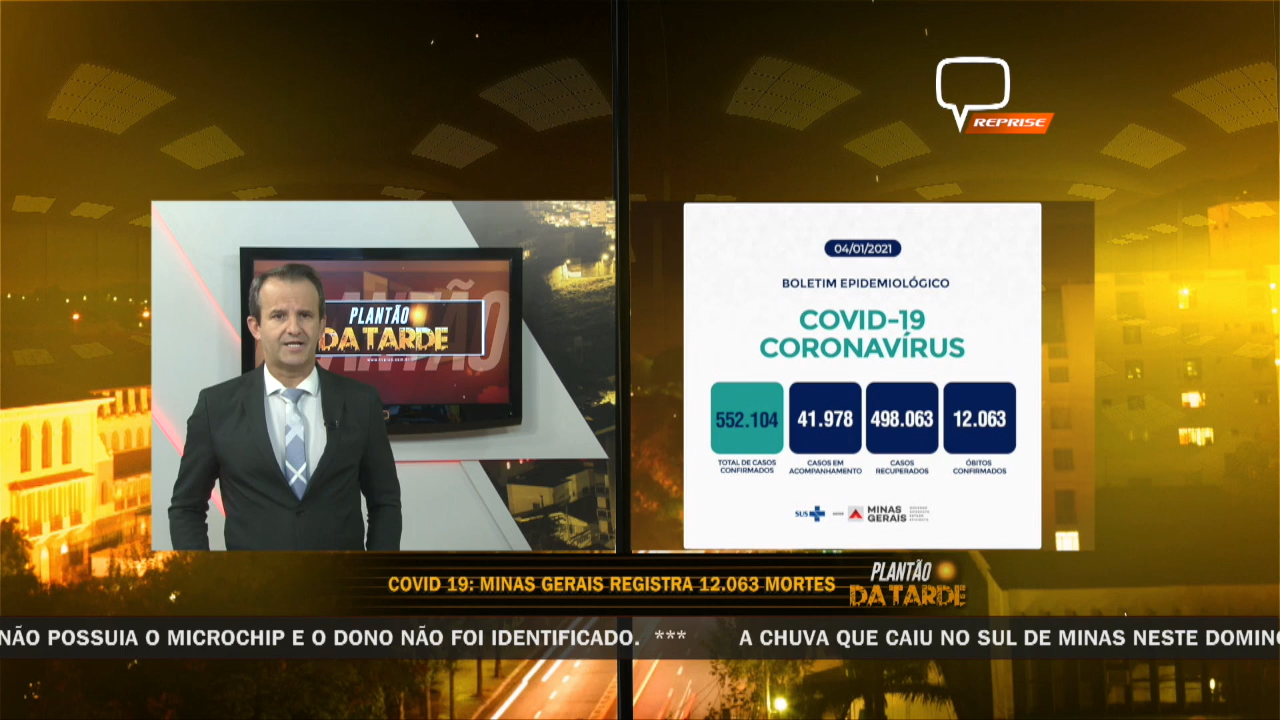 REPRISE
PLANTÃO
PLANTÃO
DA TARDE
04/01/2021
BOLETIM EPIDEMIOLÓGICO
COVID-19
CORONAVÍRUS
552.104 41.978 498.063 12.063
TOTAL DE CASOS CONFIRMADOS
CASOS EM ACOMPANHAMENTO
CASOS RECUPERADOS
ÓBITOS CONFIRMADOS
SUS MINAS
GERAIS
COVID 19: MINAS GERAIS REGISTRA 12.063 MORTES
PLANTÃO
DA TARDE
NÃO POSSUIA O MICROCHIP E O DONO NÃO FOI IDENTIFICADO. *** A CHUVA QUE CAIU NO SUL DE MINAS NESTE DOMING